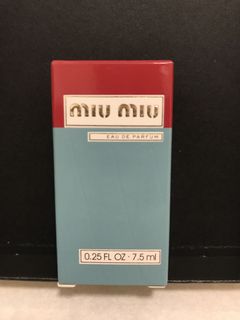 miu miu
EAU DE PARFUM
0.25 FL OZ · 7.5 ml